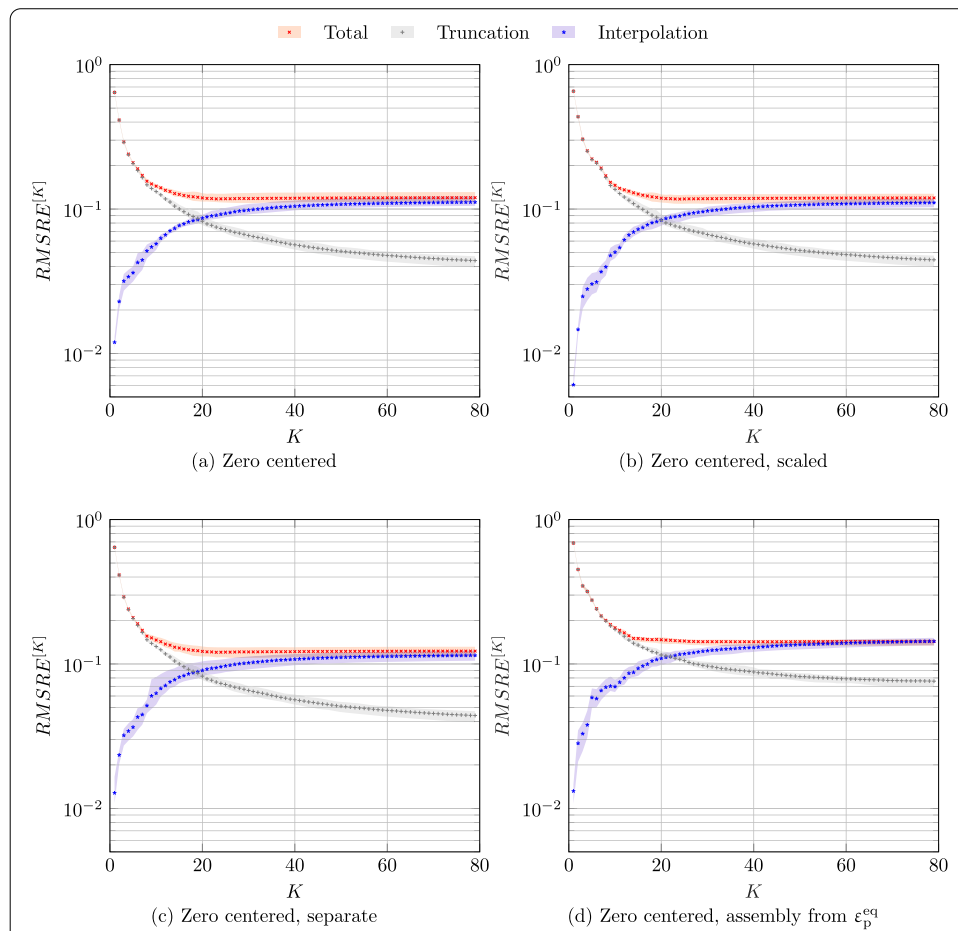 Total Truncation Interpolation
10^0
10^−1
10^−2
RMSRE^[K]
0 20 40 60 80
K
(a) Zero centered
10^0
10^−1
10^−2
RMSRE^[K]
0 20 40 60 80
K
(b) Zero centered, scaled
10^0
10^−1
10^−2
RMSRE^[K]
0 20 40 60 80
K
(c) Zero centered, separate
10^0
10^−1
10^−2
RMSRE^[K]
0 20 40 60 80
K
(d) Zero centered, assembly from ε_p^eq